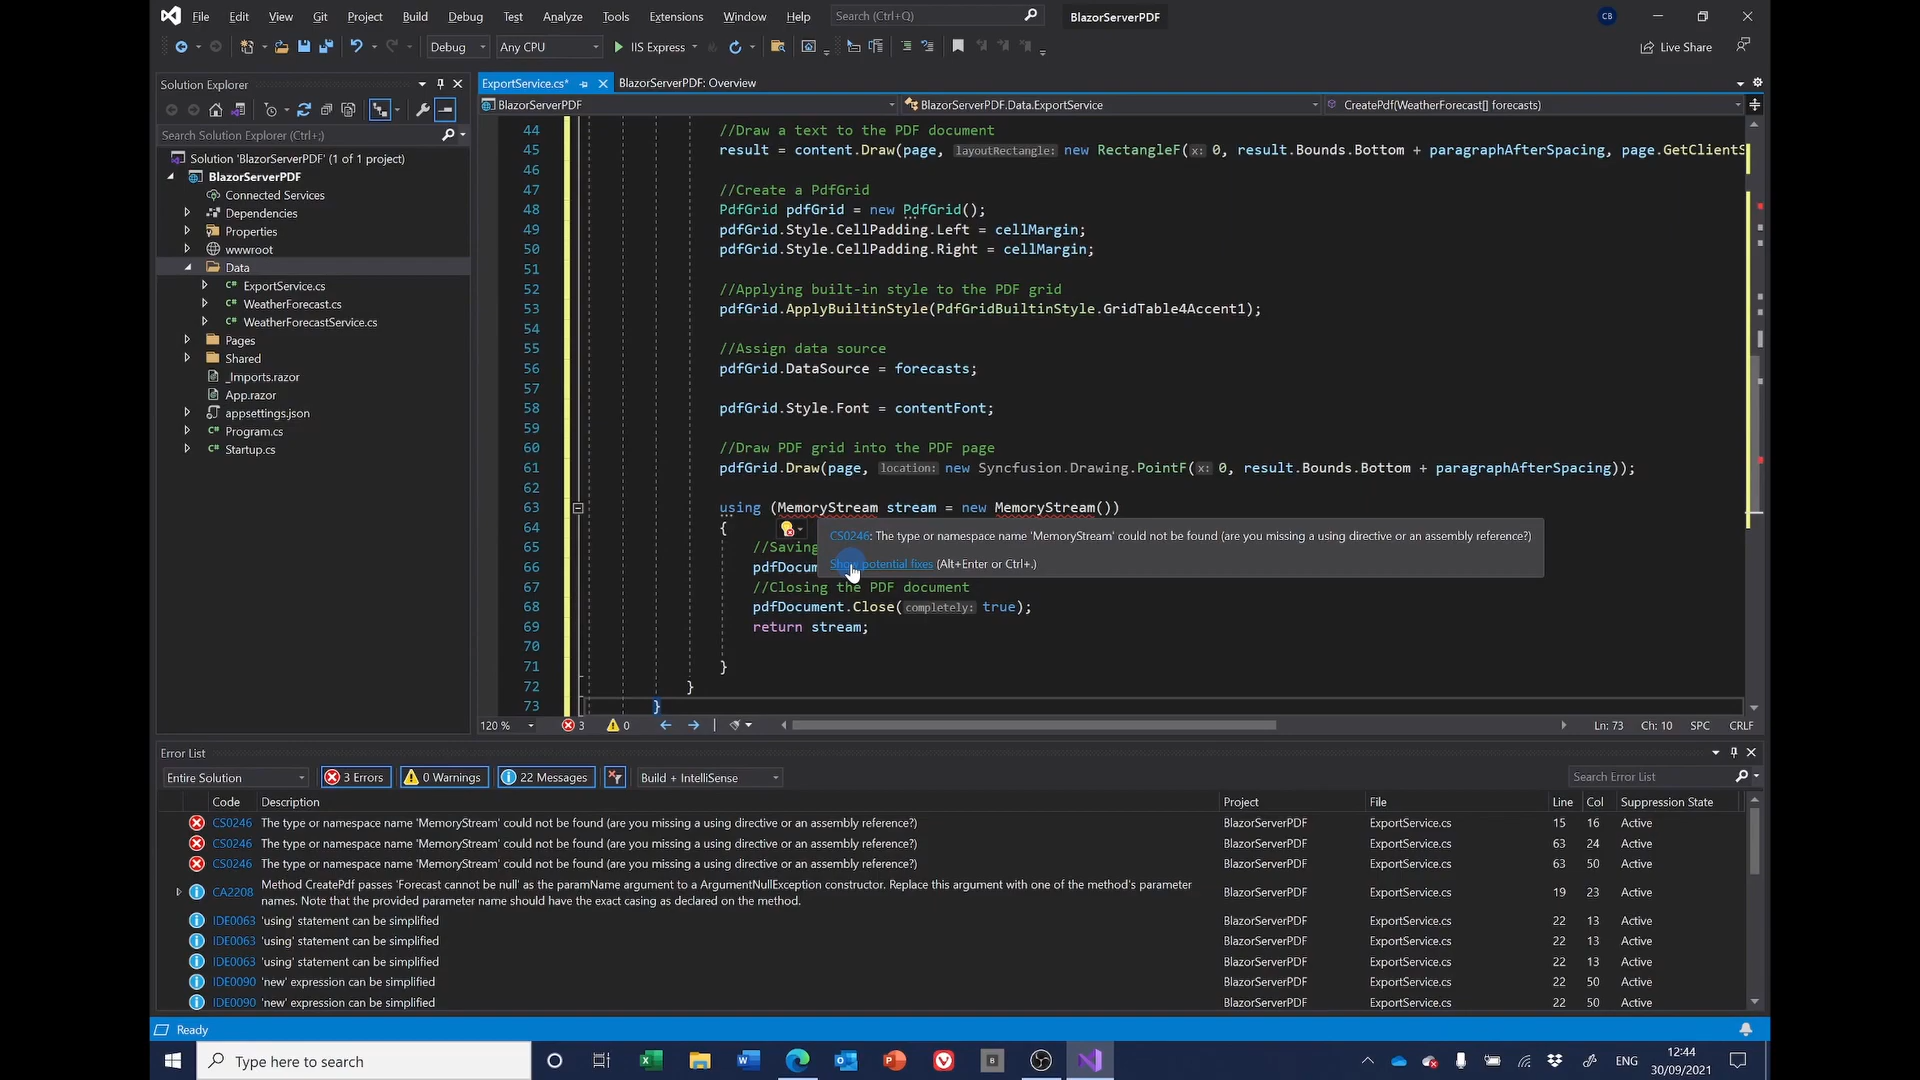 File Edit View Git Project Build Debug Test Analyze Tools Extensions Window Help Search (Ctrl+Q) BlazorServerPDF CB
Debug Any CPU IIS Express Live Share
Solution Explorer
Search Solution Explorer (Ctrl+;)
Solution 'BlazorServerPDF' (1 of 1 project)
BlazorServerPDF
Connected Services
Dependencies
Properties
wwwroot
Data
C# ExportService.cs
C# WeatherForecast.cs
C# WeatherForecastService.cs
Pages
Shared
_Imports.razor
App.razor
appsettings.json
C# Program.cs
C# Startup.cs
ExportService.cs* BlazorServerPDF: Overview
BlazorServerPDF BlazorServerPDF.Data.ExportService CreatePdf(WeatherForecast[] forecasts)
44 //Draw a text to the PDF document
45 result = content.Draw(page, layoutRectangle: new RectangleF(x: 0, result.Bounds.Bottom + paragraphAfterSpacing, page.GetClientS
46
47 //Create a PdfGrid
48 PdfGrid pdfGrid = new PdfGrid();
49 pdfGrid.Style.CellPadding.Left = cellMargin;
50 pdfGrid.Style.CellPadding.Right = cellMargin;
51
52 //Applying built-in style to the PDF grid
53 pdfGrid.ApplyBuiltinStyle(PdfGridBuiltinStyle.GridTable4Accent1);
54
55 //Assign data source
56 pdfGrid.DataSource = forecasts;
57
58 pdfGrid.Style.Font = contentFont;
59
60 //Draw PDF grid into the PDF page
61 pdfGrid.Draw(page, location: new Syncfusion.Drawing.PointF(x: 0, result.Bounds.Bottom + paragraphAfterSpacing));
62
63 using (MemoryStream stream = new MemoryStream())
64 {
CS0246: The type or namespace name 'MemoryStream' could not be found (are you missing a using directive or an assembly reference?)
65 //Saving
Show potential fixes (Alt+Enter or Ctrl+.)
66 pdfDocum
67 //Closing the PDF document
68 pdfDocument.Close(completely: true);
69 return stream;
70
71 }
72 }
73 }
120 % 3 0 Ln: 73 Ch: 10 SPC CRLF
Error List
Entire Solution 3 Errors 0 Warnings 22 Messages Build + IntelliSense Search Error List
Code Description Project File Line Col Suppression State
CS0246 The type or namespace name 'MemoryStream' could not be found (are you missing a using directive or an assembly reference?) BlazorServerPDF ExportService.cs 15 16 Active
CS0246 The type or namespace name 'MemoryStream' could not be found (are you missing a using directive or an assembly reference?) BlazorServerPDF ExportService.cs 63 24 Active
CS0246 The type or namespace name 'MemoryStream' could not be found (are you missing a using directive or an assembly reference?) BlazorServerPDF ExportService.cs 63 50 Active
CA2208 Method CreatePdf passes 'Forecast cannot be null' as the paramName argument to a ArgumentNullException constructor. Replace this argument with one of the method's parameter
names. Note that the provided parameter name should have the exact casing as declared on the method. BlazorServerPDF ExportService.cs 19 23 Active
IDE0063 'using' statement can be simplified BlazorServerPDF ExportService.cs 22 13 Active
IDE0063 'using' statement can be simplified BlazorServerPDF ExportService.cs 22 13 Active
IDE0063 'using' statement can be simplified BlazorServerPDF ExportService.cs 22 13 Active
IDE0090 'new' expression can be simplified BlazorServerPDF ExportService.cs 22 50 Active
IDE0090 'new' expression can be simplified BlazorServerPDF ExportService.cs 22 50 Active
Ready
Type here to search ENG 12:44
30/09/2021